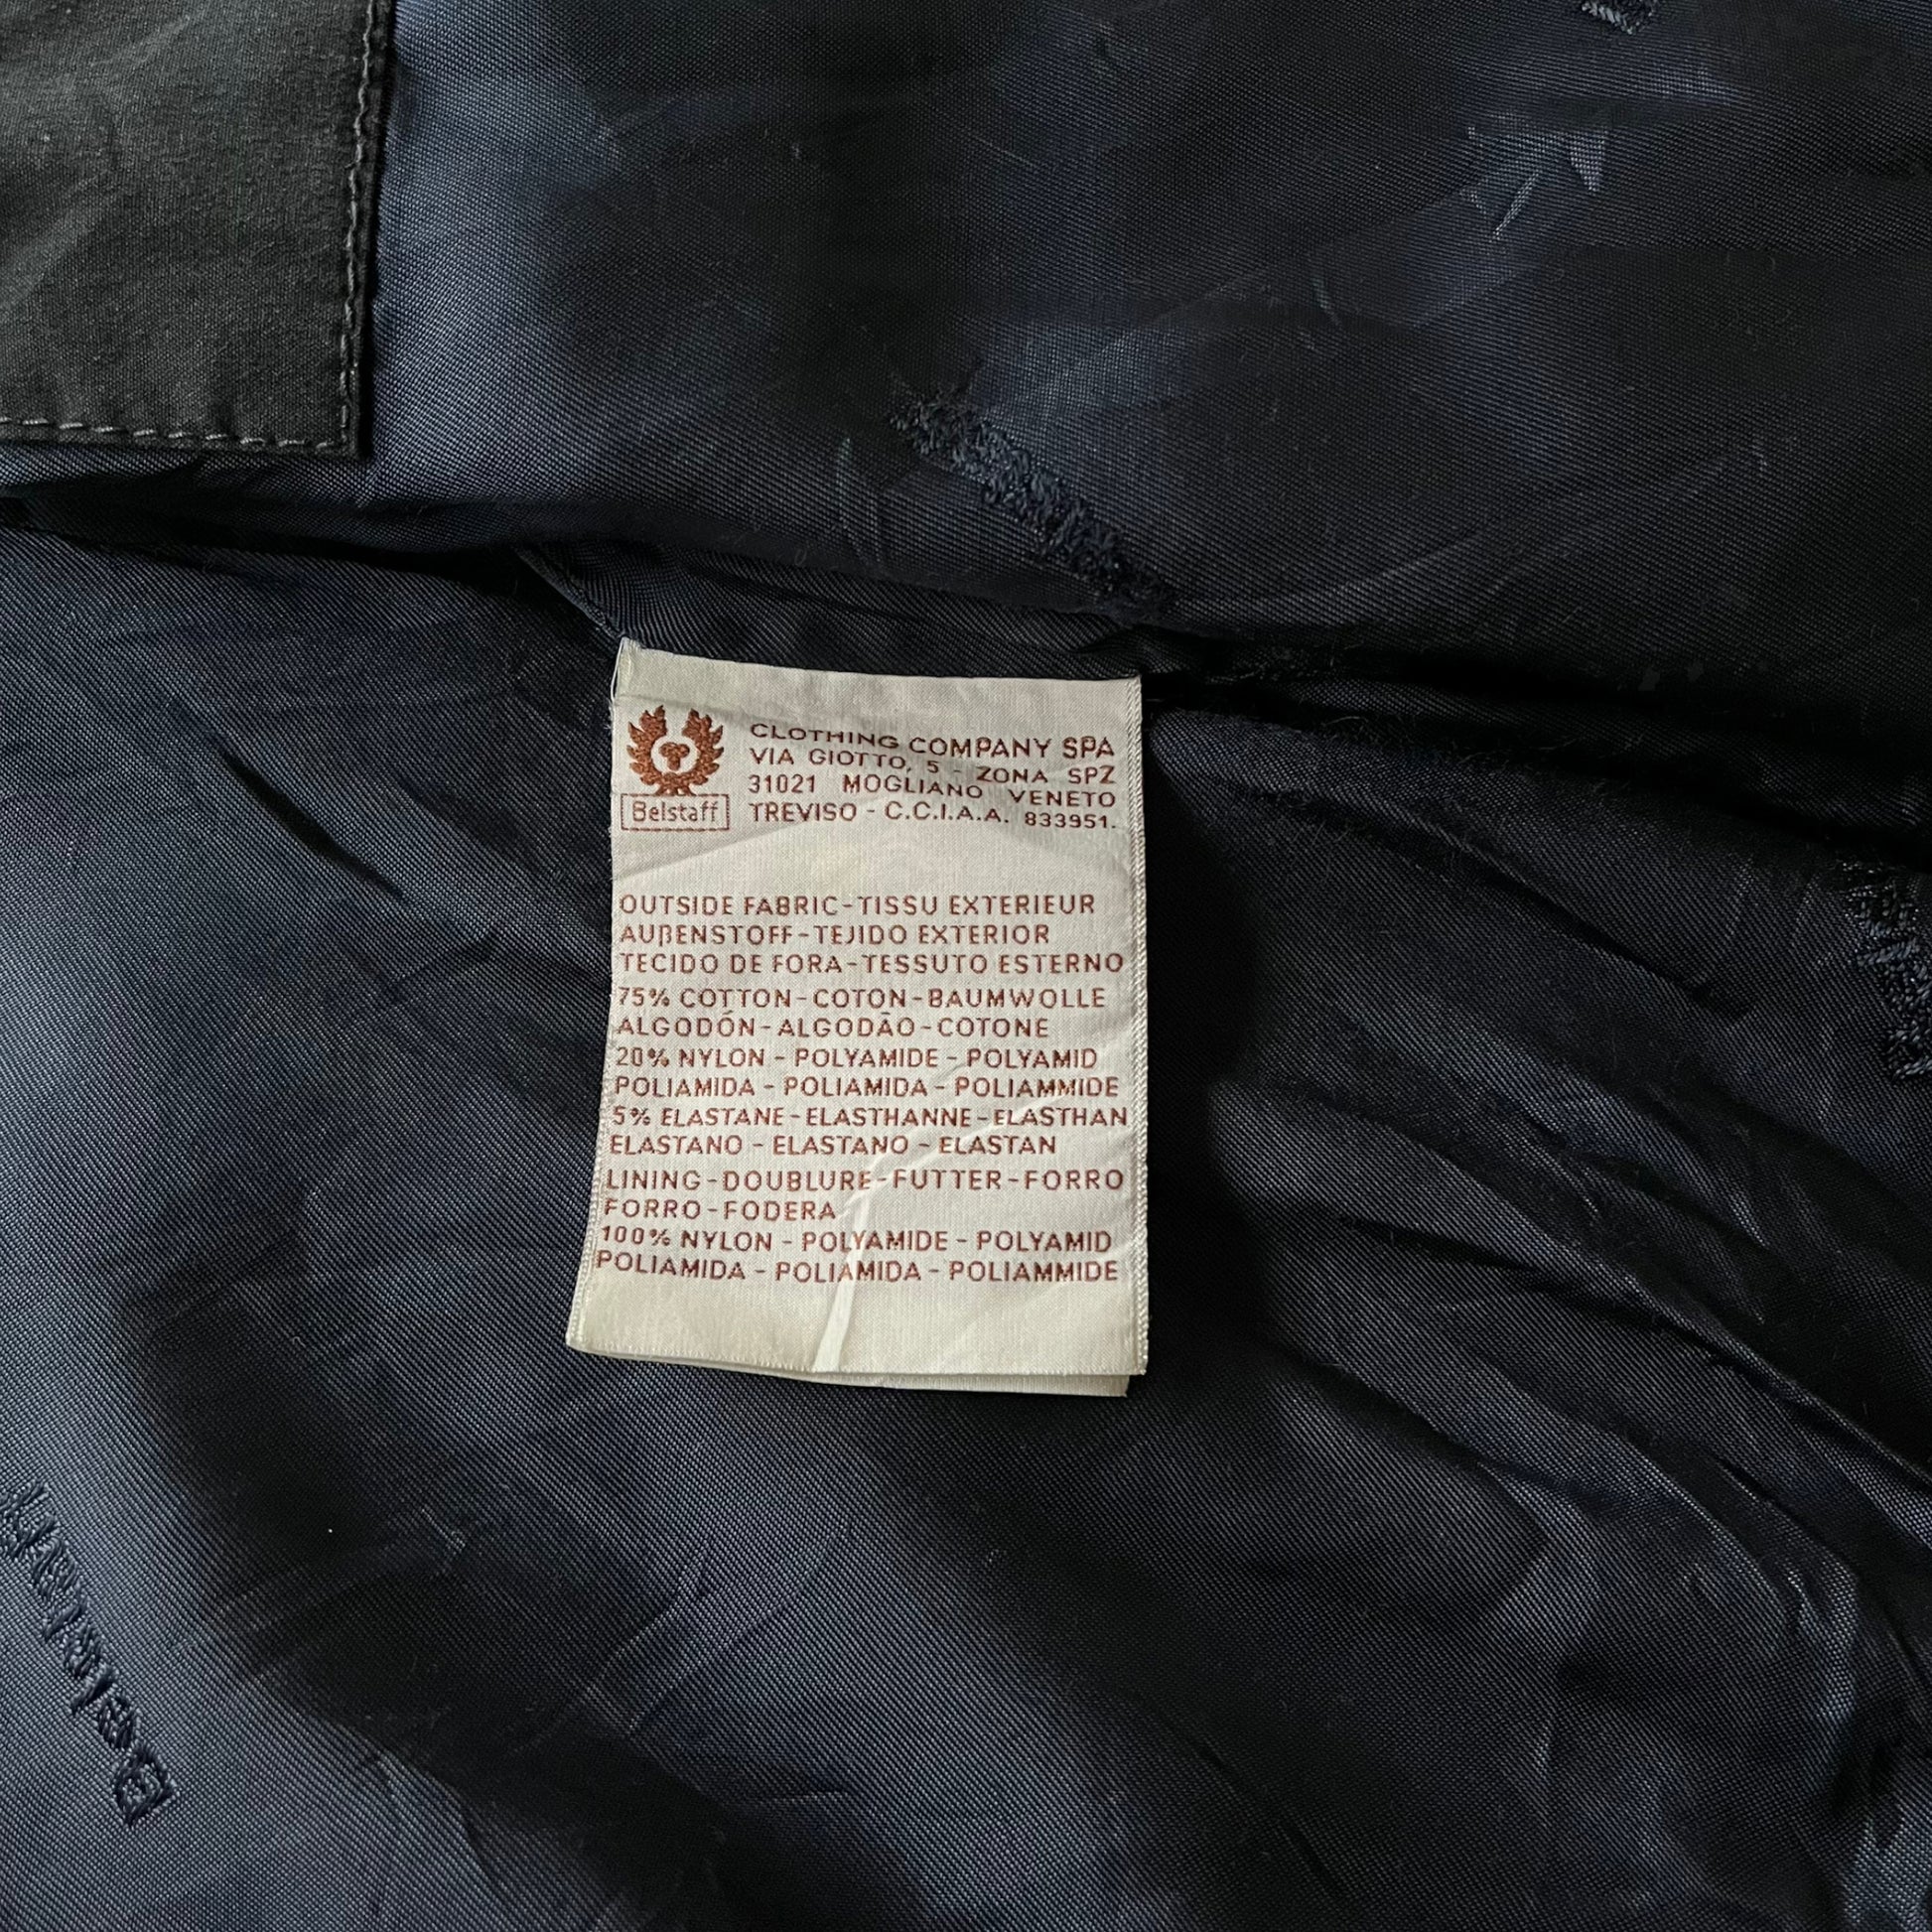 CLOTHING COMPANY SPA
VIA GIOTTO, 5 - ZONA SPZ
31021 MOGLIANO VENETO
TREVISO - C.C.I.A.A. 833951.
Belstaff
OUTSIDE FABRIC-TISSU EXTERIEUR
AUßENSTOFF-TEJIDO EXTERIOR
TECIDO DE FORA-TESSUTO ESTERNO
75% COTTON-COTON-BAUMWOLLE
ALGODÓN-ALGODÃO-COTONE
20% NYLON - POLYAMIDE - POLYAMID
POLIAMIDA - POLIAMIDA - POLIAMMIDE
5% ELASTANE-ELASTHANNE-ELASTHAN
ELASTANO - ELASTANO - ELASTAN
LINING-DOUBLURE-FUTTER-FORRO
FORRO-FODERA
100% NYLON - POLYAMIDE - POLYAMID
POLIAMIDA - POLIAMIDA - POLIAMMIDE
Belstaff